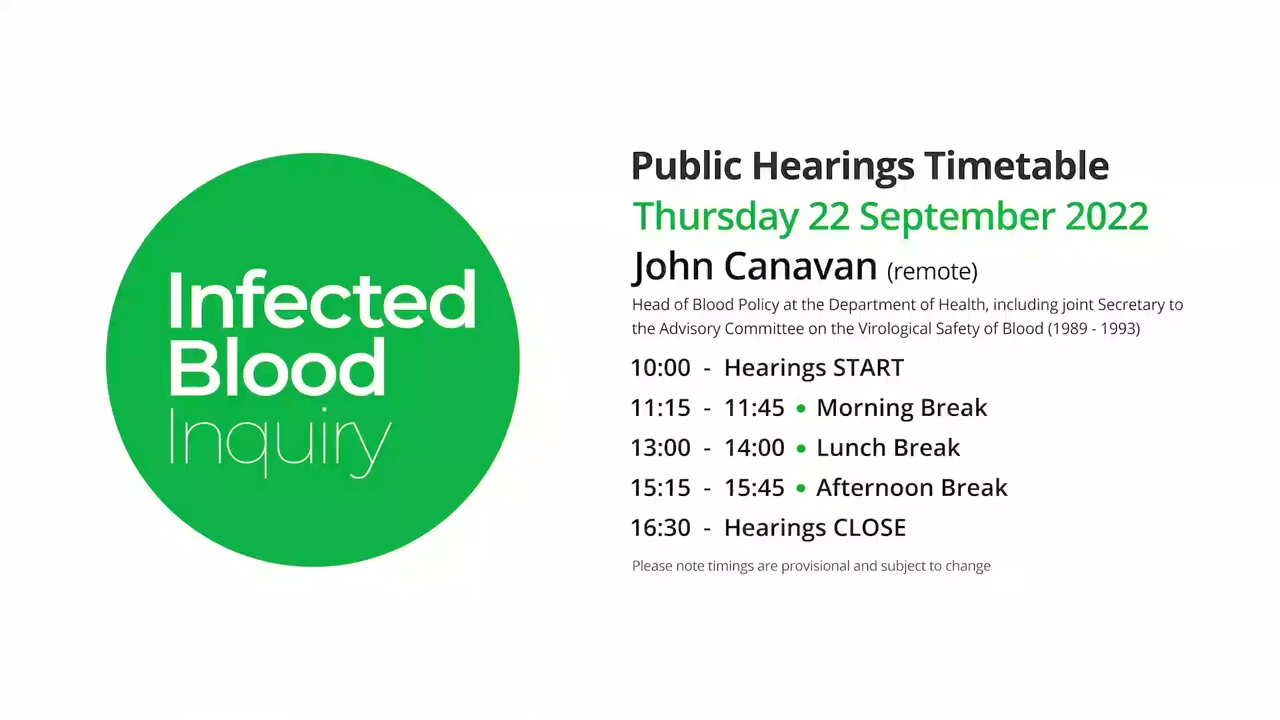 Infected
Blood
Inquiry
Public Hearings Timetable
Thursday 22 September 2022
John Canavan (remote)
Head of Blood Policy at the Department of Health, including joint Secretary to
the Advisory Committee on the Virological Safety of Blood (1989 - 1993)
10:00 - Hearings START
11:15 - 11:45 • Morning Break
13:00 - 14:00 • Lunch Break
15:15 - 15:45 • Afternoon Break
16:30 - Hearings CLOSE
Please note timings are provisional and subject to change